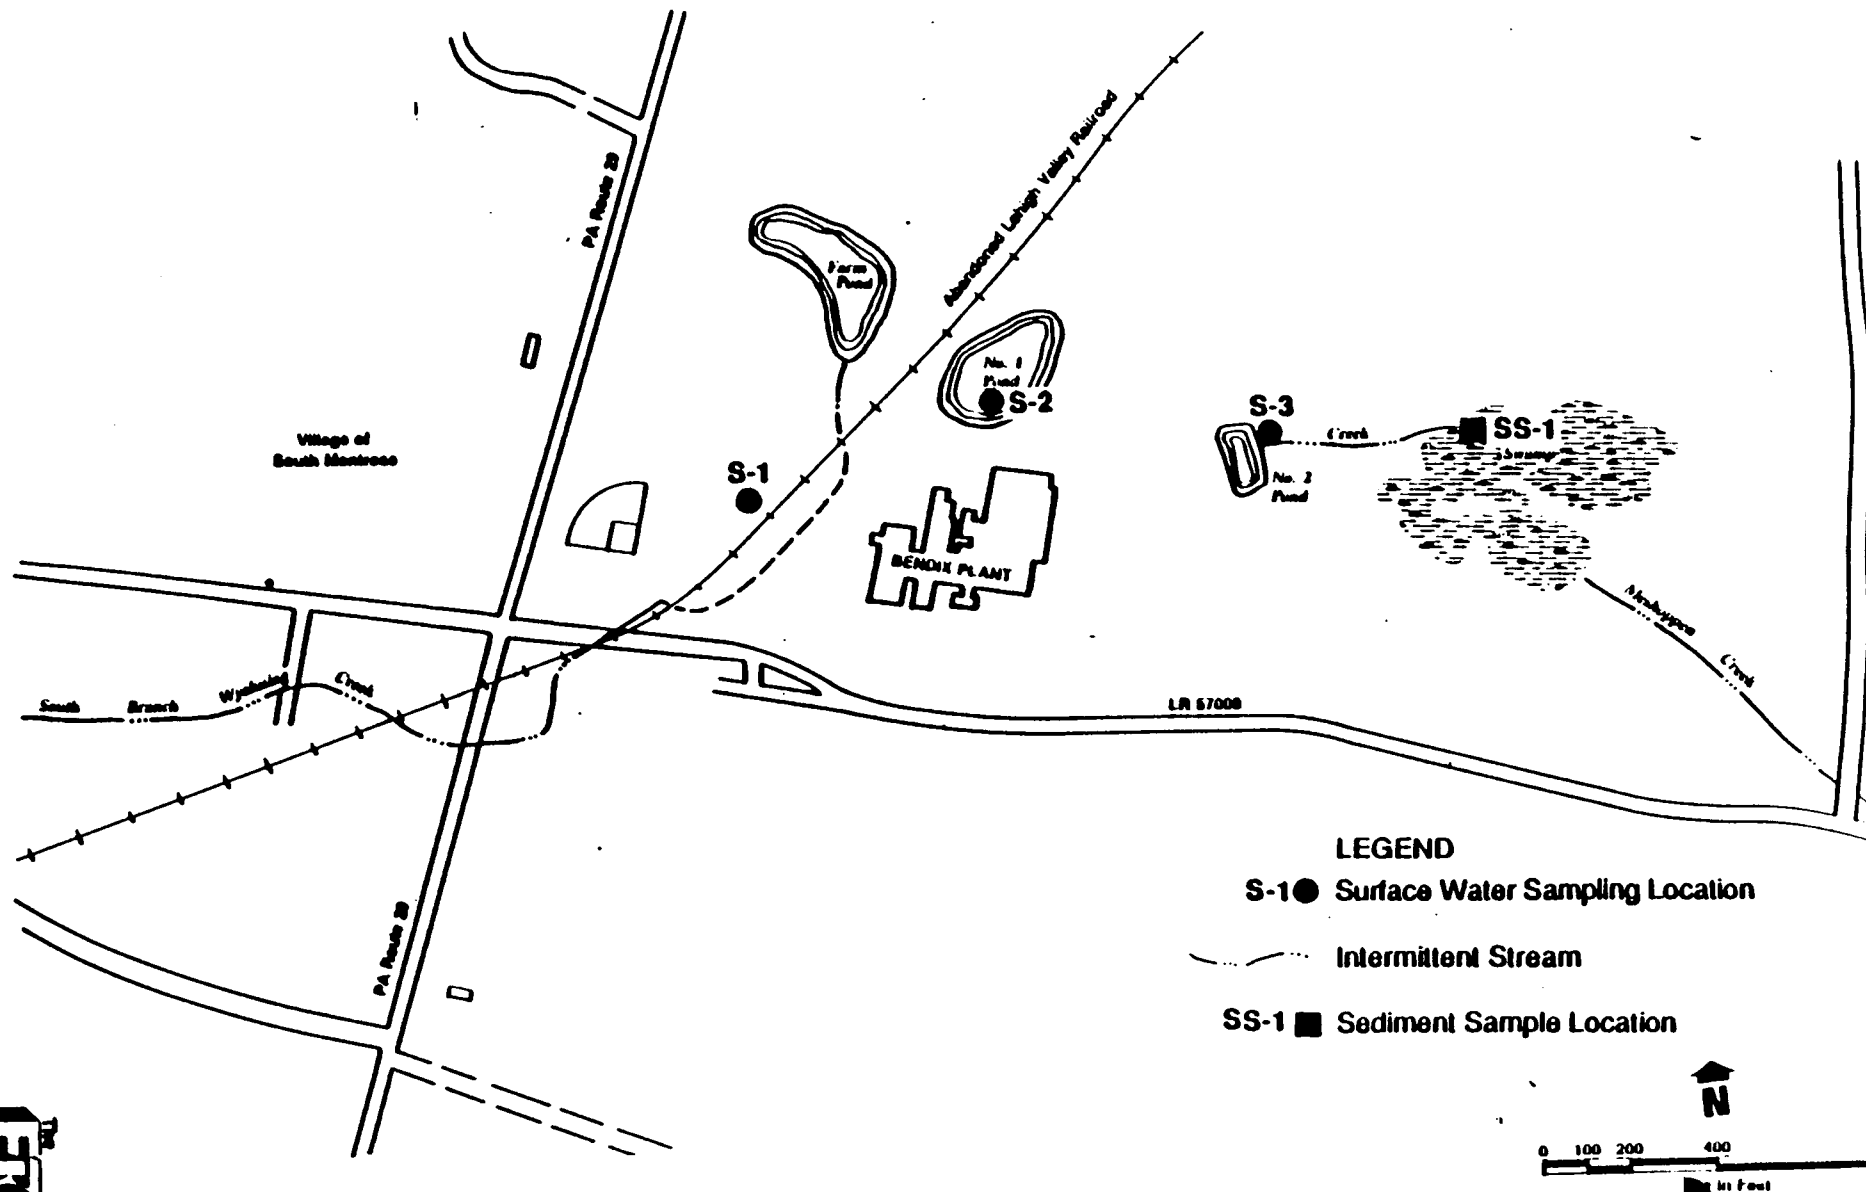 PA Route 29
Abandoned Lehigh Valley Railroad
Farm
Pond
No. 1
Pond
S-2
S-3
Creek
SS-1
Swamp
No. 2
Pond
Village of
South Montrose
S-1
BENDIX PLANT
Meshoppen
Creek
South Branch Wyalusing Creek
LR 57008
PA Route 29
LEGEND
S-1 Surface Water Sampling Location
Intermittent Stream
SS-1 Sediment Sample Location
N
0 100 200 400
in Feet